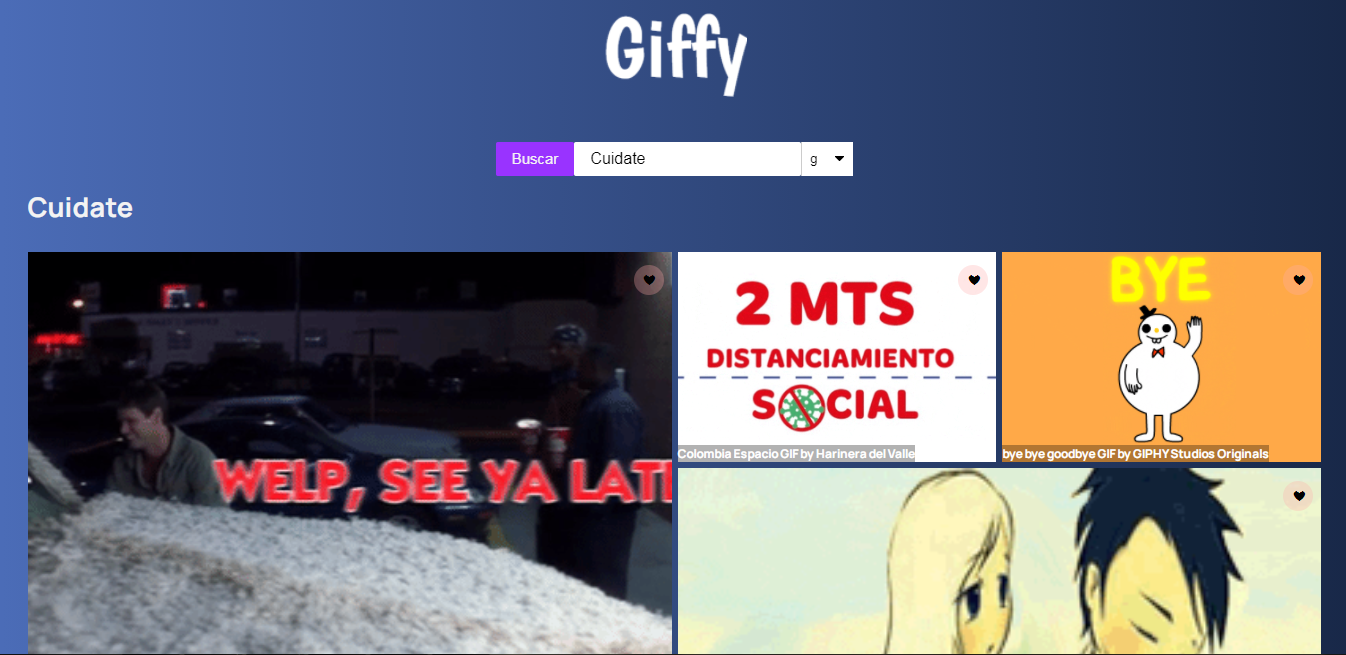 Giffy
Buscar
Cuidate
g
Cuidate
WELP, SEE YA LAT
2 MTS
DISTANCIAMIENTO
SOCIAL
Colombia Espacio GIF by Harinera del Valle
BYE
bye bye goodbye GIF by GIPHY Studios Originals